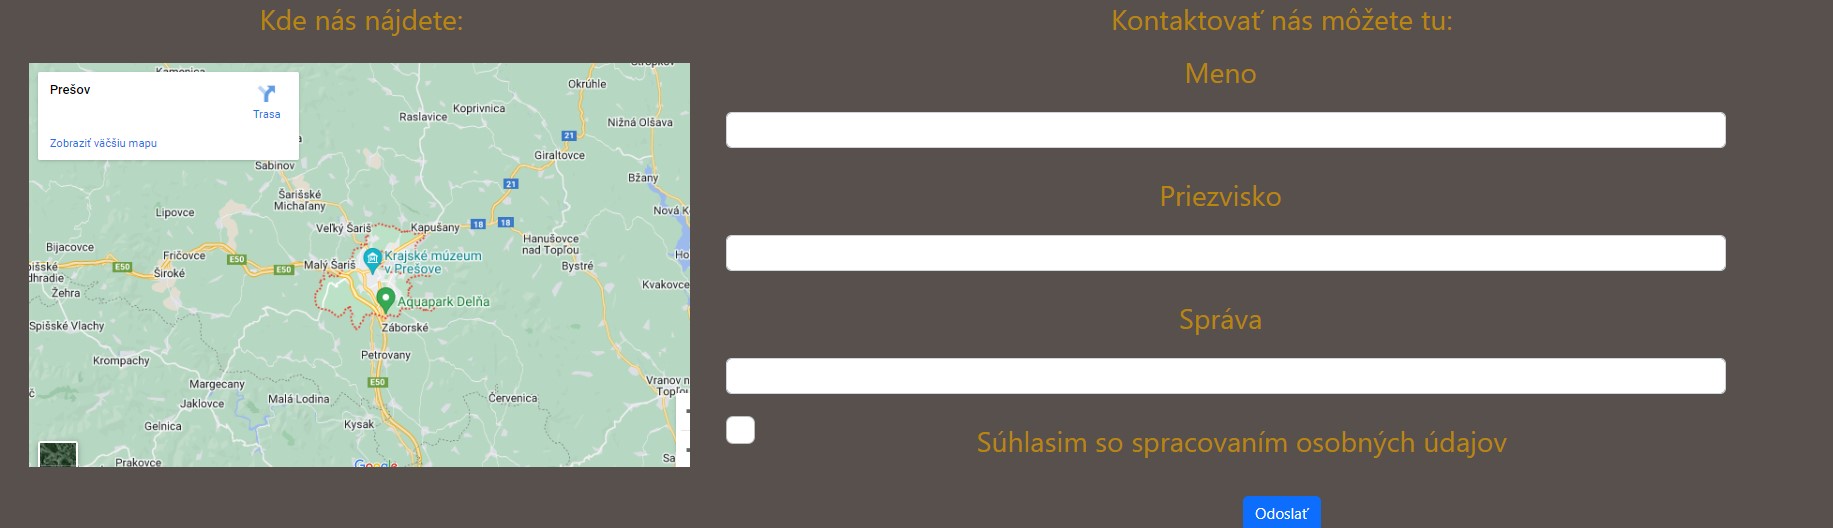 Kde nás nájdete:
Prešov
Trasa
Zobraziť väčšiu mapu
Kamenica
Okrúhle
Koprivnica
Raslavice
Nižná Olšava
21
Giraltovce
Sabinov
Bžany
21
Šarišské
Michaľany
Lipovce
Nová K
18
18
Veľký Šariš
Kapušany
Hanušovce
nad Topľou
Bijacovce
Fričovce
Krajské múzeum
v Prešove
E50
E50
E50
Malý Šariš
Bystré
Široké
Kvakovce
Žehra
Aquapark Delňa
Spišské Vlachy
Záborské
Petrovany
Krompachy
E50
Margecany
Vranov n
Topľou
Jaklovce
Malá Lodina
Červenica
Gelnica
Kysak
Prakovce
Google
Kontaktovať nás môžete tu:
Meno
Priezvisko
Správa
Súhlasim so spracovaním osobných údajov
Odoslať